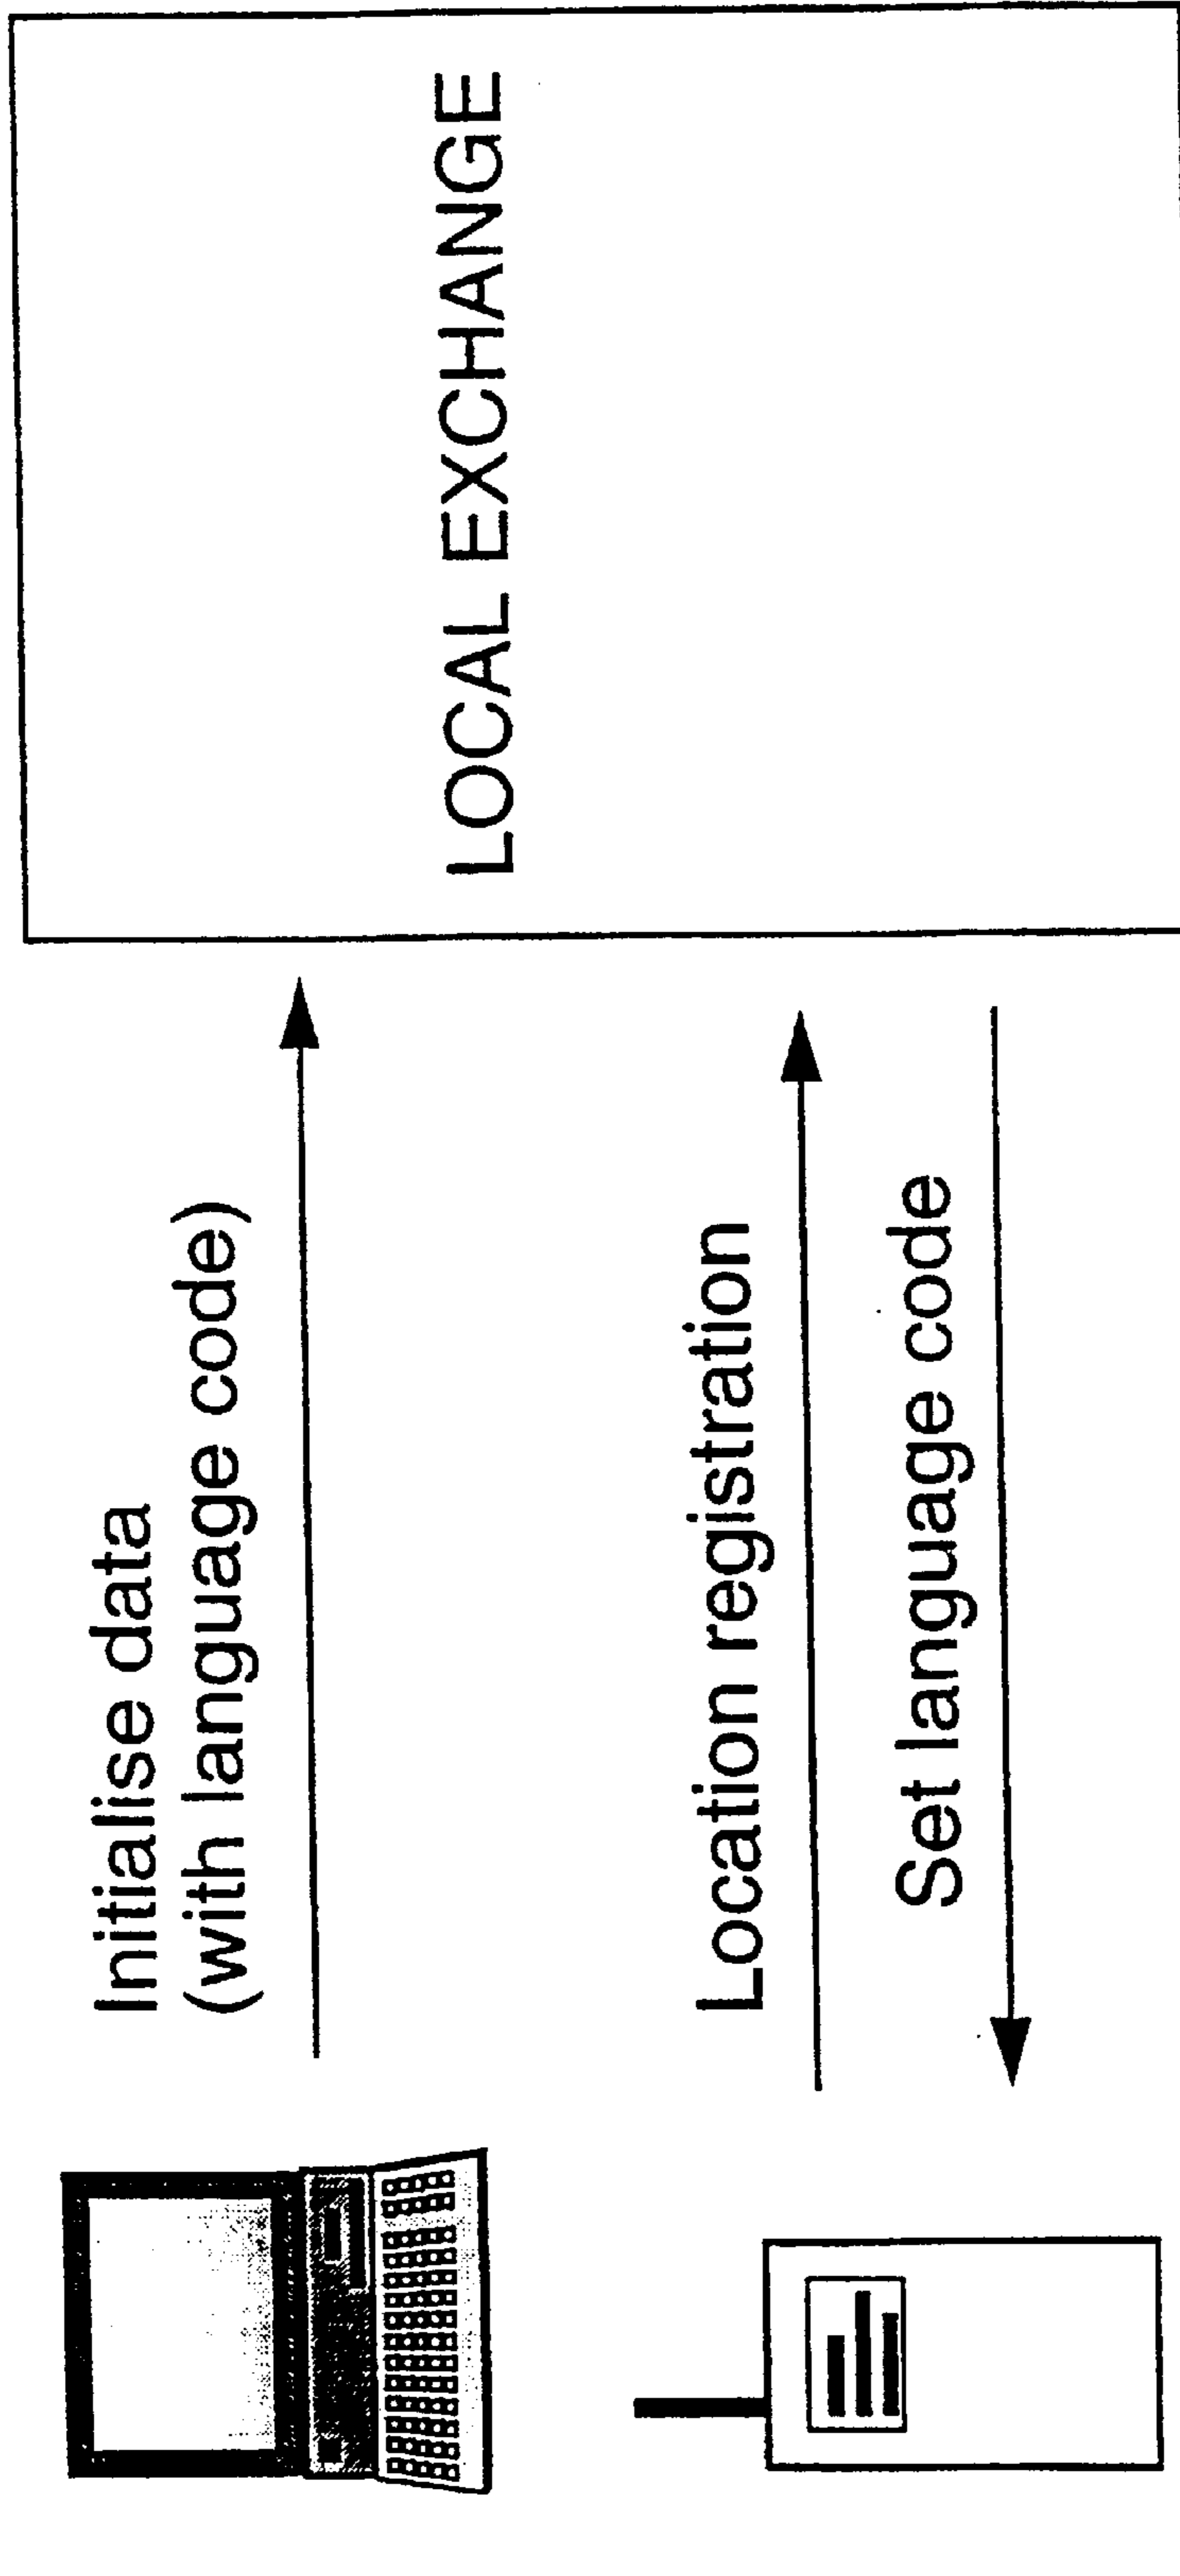 Initialise data
(with language code)
LOCAL EXCHANGE
Location registration
Set language code